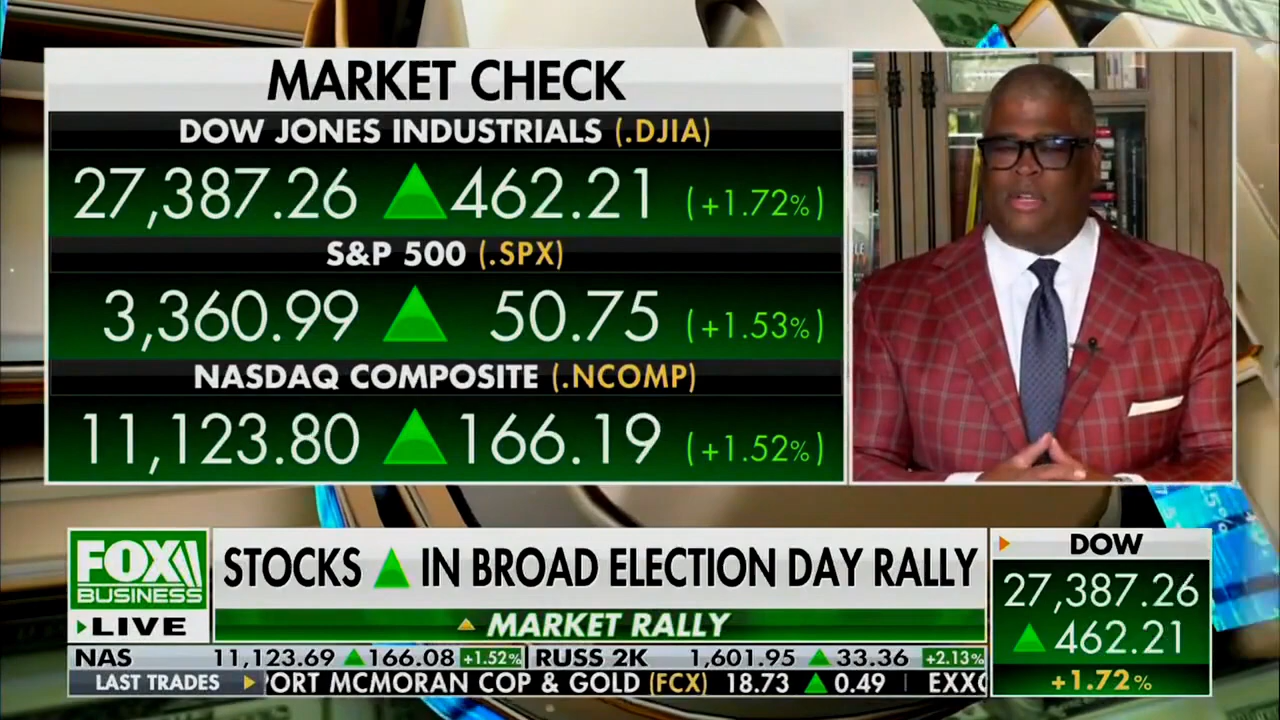 MARKET CHECK
DOW JONES INDUSTRIALS (.DJIA)
27,387.26 ▲ 462.21 (+1.72%)
S&P 500 (.SPX)
3,360.99 ▲ 50.75 (+1.53%)
NASDAQ COMPOSITE (.NCOMP)
11,123.80 ▲ 166.19 (+1.52%)
FOX
BUSINESS
LIVE
STOCKS ▲ IN BROAD ELECTION DAY RALLY
MARKET RALLY
DOW
27,387.26
▲ 462.21
+1.72%
NAS 11,123.69 ▲ 166.08 +1.52% RUSS 2K 1,601.95 ▲ 33.36 +2.13%
LAST TRADES PORT MCMORAN COP & GOLD (FCX) 18.73 ▲ 0.49 | EXXO